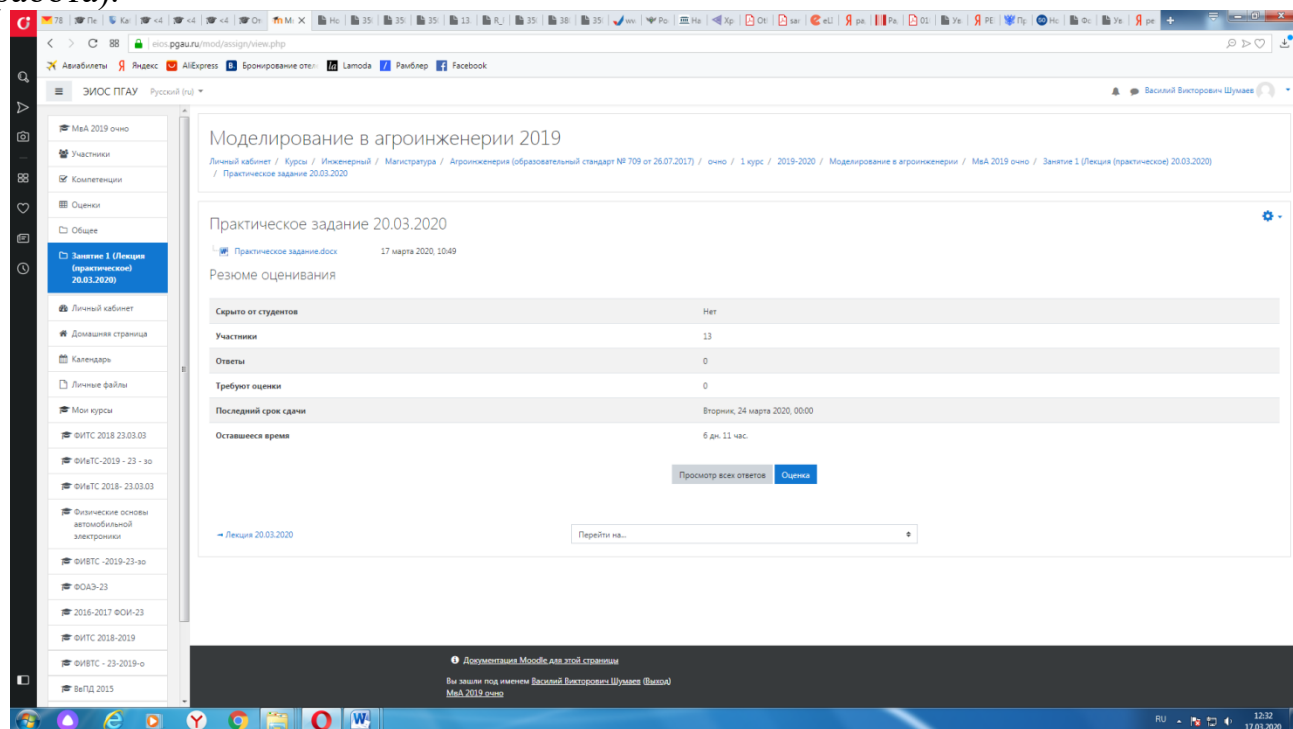 работа).
eios.pgau.ru/mod/assign/view.php
Авиабилеты Яндекс AliExpress Бронирование отел Lamoda Рамблер Facebook
ЭИОС ПГАУ Русский (ru)
Василий Викторович Шумаев
МвА 2019 очно
Участники
Компетенции
Оценки
Общее
Занятие 1 (Лекция
(практическое)
20.03.2020)
Личный кабинет
Домашняя страница
Календарь
Личные файлы
Мои курсы
ФИТС 2018 23.03.03
ФИвТС-2019 - 23 - зо
ФИвТС 2018- 23.03.03
Физические основы
автомобильной
электроники
ФИВТС -2019-23-зо
ФОАЭ-23
2016-2017 ФОИ-23
ФИТС 2018-2019
ФИВТС - 23-2019-о
ВеПД 2015
Моделирование в агроинженерии 2019
Личный кабинет / Курсы / Инженерный / Магистратура / Агроинженерия (образовательный стандарт № 709 от 26.07.2017) / очно / 1 курс / 2019-2020 / Моделирование в агроинженерии / МеА 2019 очно / Занятие 1 (Лекция (практическое) 20.03.2020)
/ Практическое задание 20.03.2020
Практическое задание 20.03.2020
Практическое задание.docx 17 марта 2020, 10:49
Резюме оценивания
Скрыто от студентов Нет
Участники 13
Ответы 0
Требуют оценки 0
Последний срок сдачи Вторник, 24 марта 2020, 00:00
Оставшееся время 6 дн. 11 час.
Просмотр всех ответов Оценка
Лекция 20.03.2020
Перейти на...
Документация Moodle для этой страницы
Вы зашли под именем Василий Викторович Шумаев (Выход)
МвА 2019 очно
RU
12:32
17.03.2020